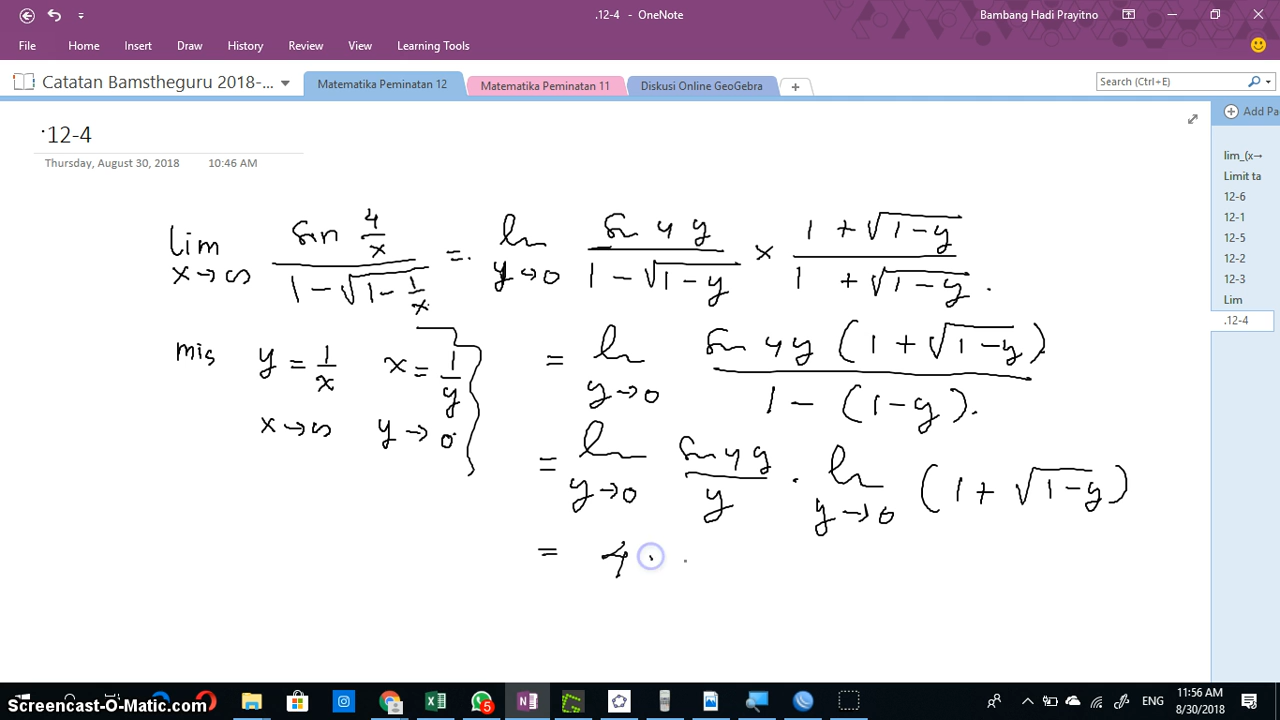 .12-4 - OneNote
Bambang Hadi Prayitno
File Home Insert Draw History Review View Learning Tools
Catatan Bamstheguru 2018-...
Matematika Peminatan 12
Matematika Peminatan 11
Diskusi Online GeoGebra
Search (Ctrl+E)
Add Pa
.12-4
Thursday, August 30, 2018 10:46 AM
lim_(x→
Limit ta
12-6
12-1
12-5
12-2
12-3
Lim
.12-4
lim x→∞ sin 4/x / 1-√(1-1/x) = lim y→0 sin 4y / 1-√(1-y) × 1+√(1-y) / 1+√(1-y).
mis y = 1/x x = 1/y
x→∞ y→0
= lim y→0 sin 4y (1+√(1-y)) / 1-(1-y).
= lim y→0 sin 4y / y . lim y→0 (1+√(1-y))
= 4 .
Screencast-O-Matic.com
5
ENG
11:56 AM
8/30/2018